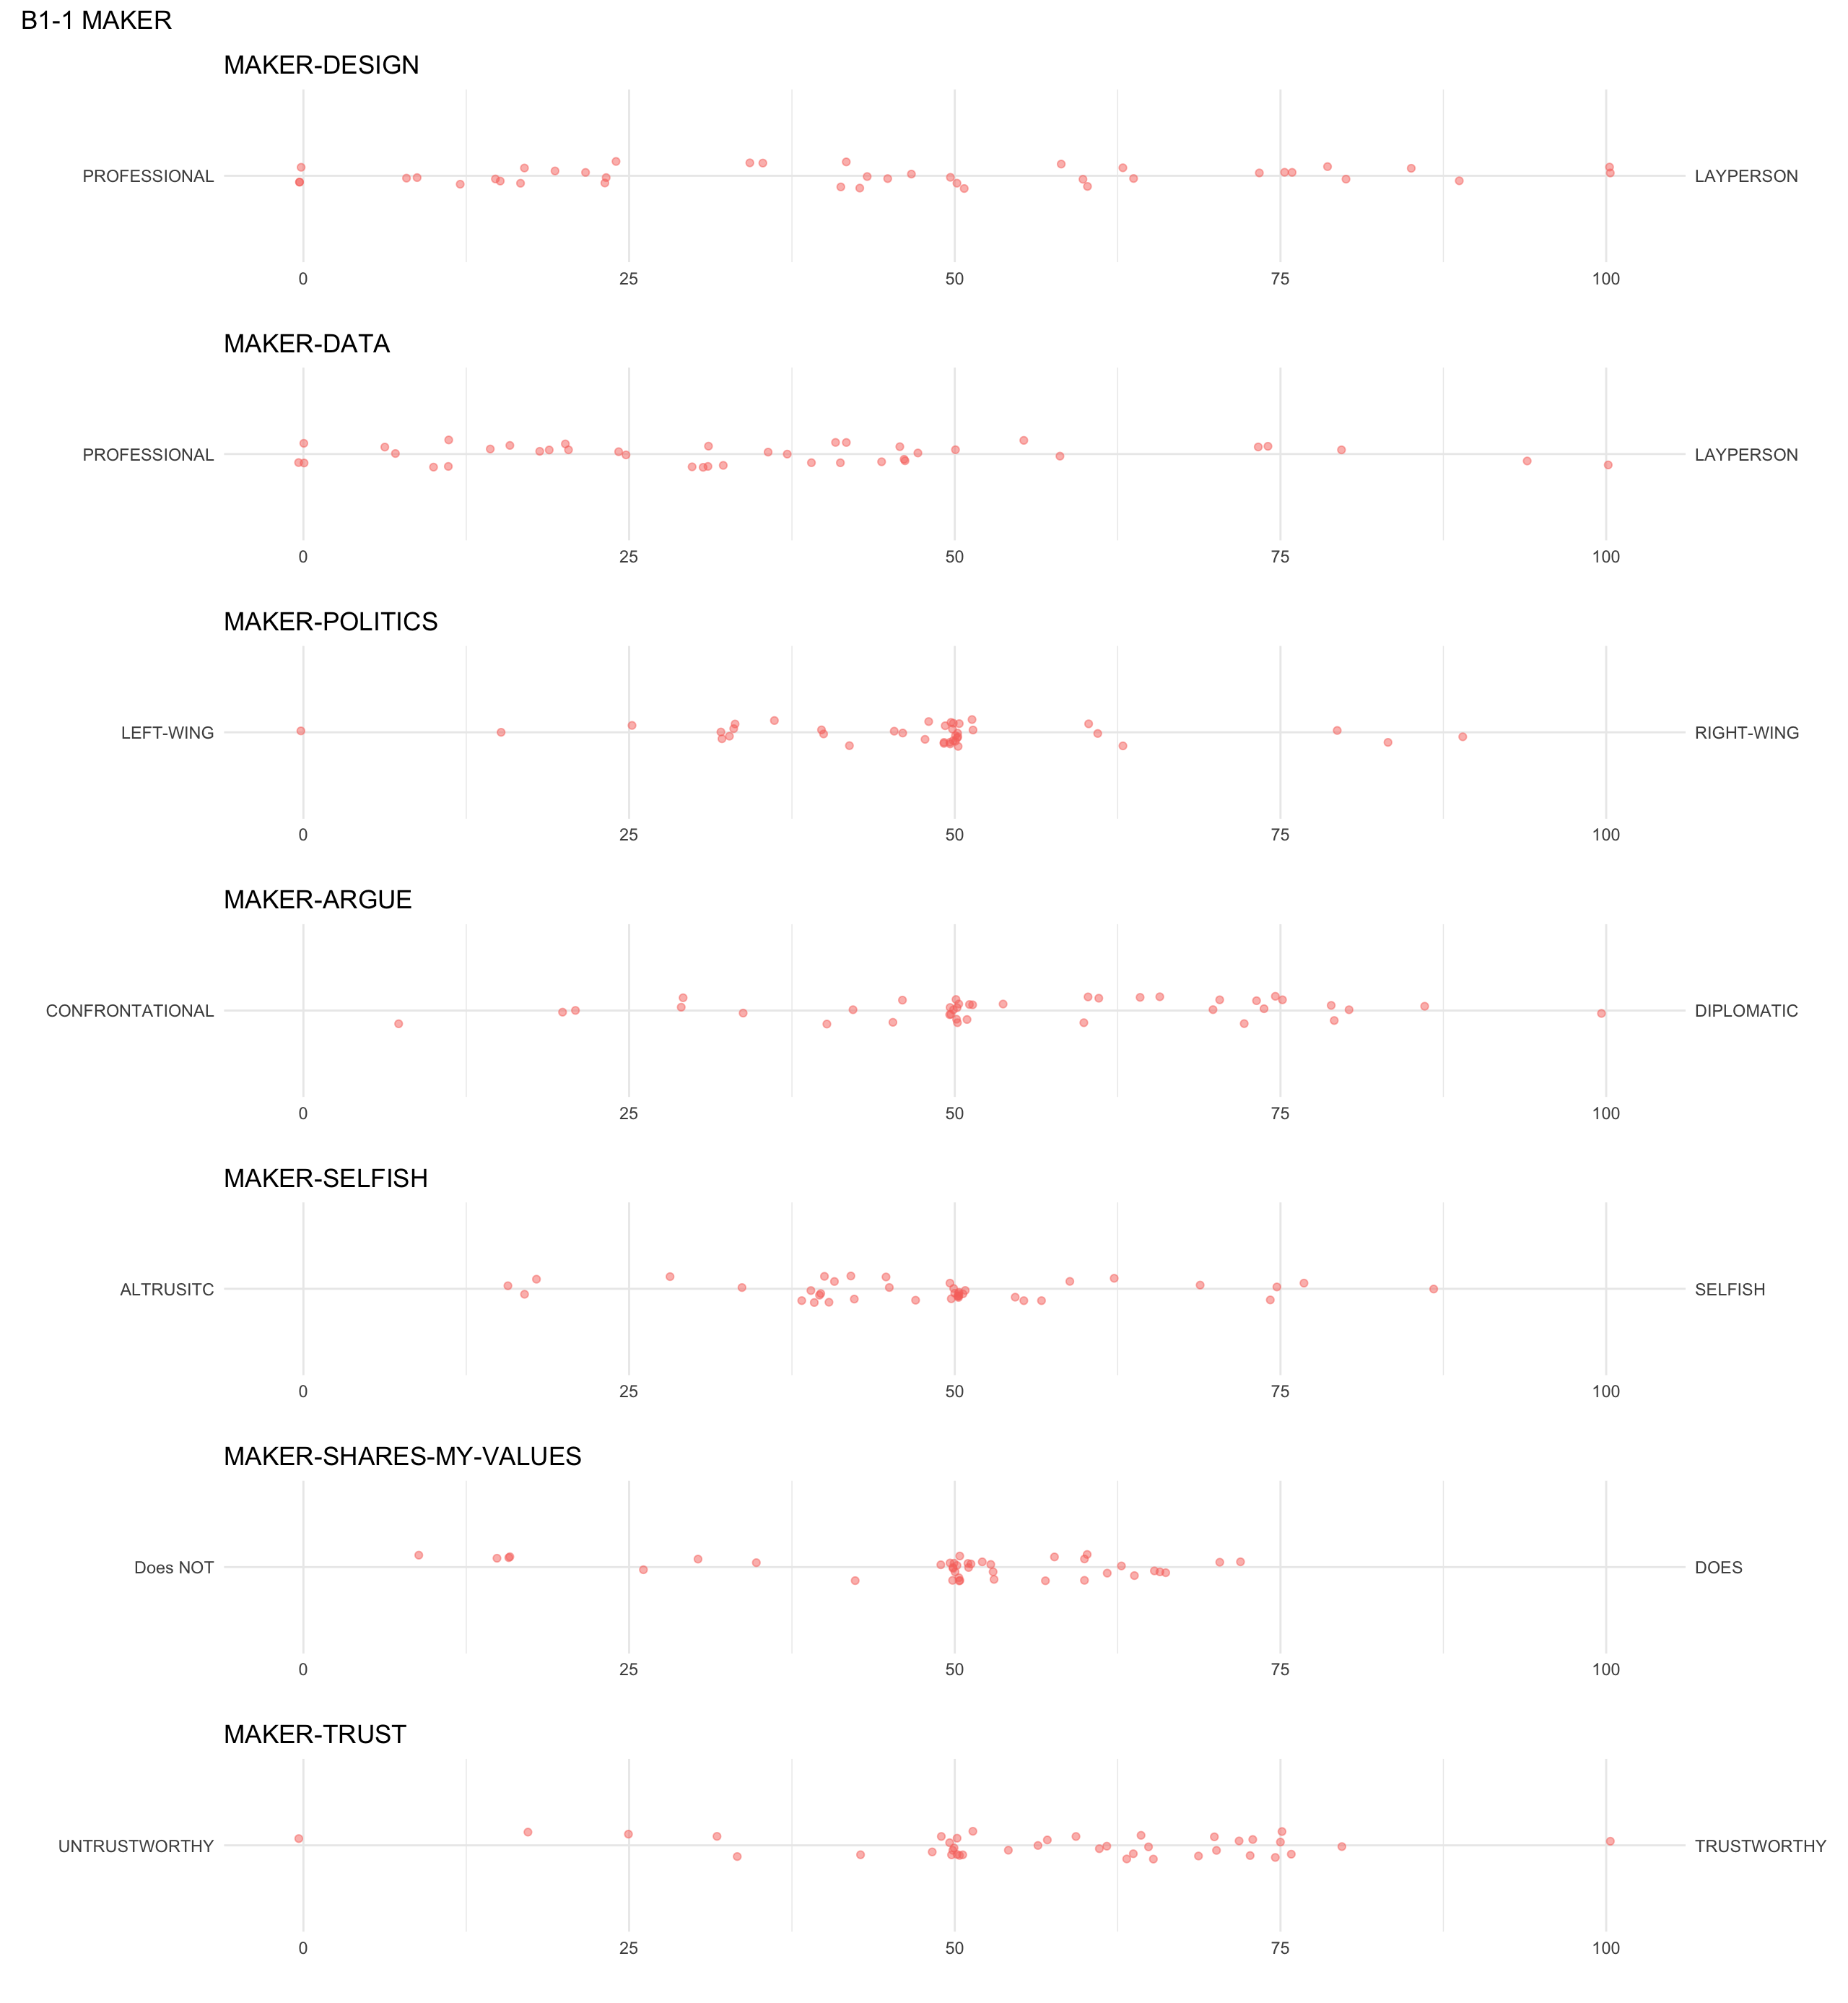 B1-1 MAKER
MAKER-DESIGN
PROFESSIONAL LAYPERSON
0 25 50 75 100
MAKER-DATA
PROFESSIONAL LAYPERSON
0 25 50 75 100
MAKER-POLITICS
LEFT-WING RIGHT-WING
0 25 50 75 100
MAKER-ARGUE
CONFRONTATIONAL DIPLOMATIC
0 25 50 75 100
MAKER-SELFISH
ALTRUSITC SELFISH
0 25 50 75 100
MAKER-SHARES-MY-VALUES
Does NOT DOES
0 25 50 75 100
MAKER-TRUST
UNTRUSTWORTHY TRUSTWORTHY
0 25 50 75 100